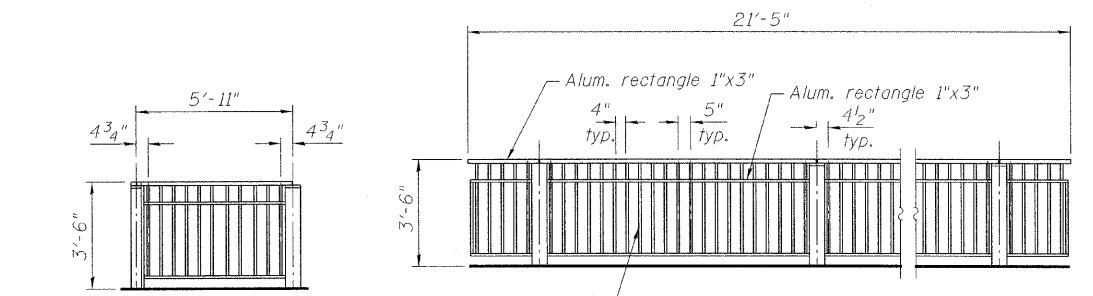 21'-5"
Alum. rectangle 1"x3"
Alum. rectangle 1"x3"
5'-11"
4"
typ.
5"
typ.
4½"
typ.
4¾"
4¾"
3'-6"
3'-6"